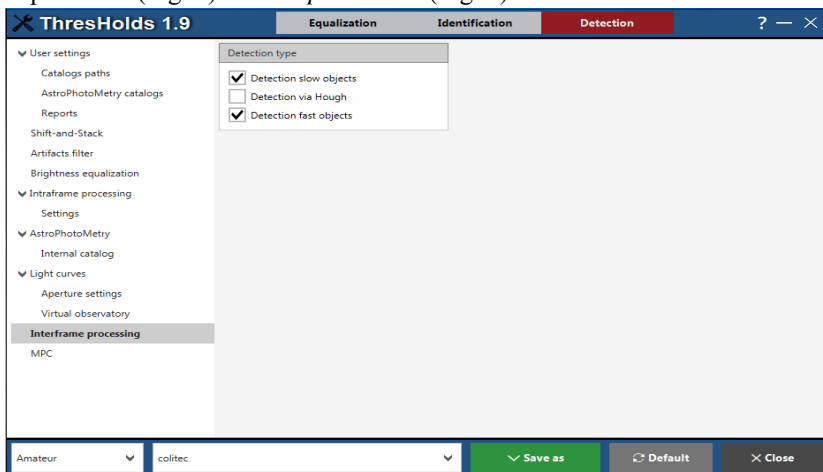 ThresHolds 1.9
Equalization
Identification
Detection
?
User settings
Catalogs paths
AstroPhotoMetry catalogs
Reports
Shift-and-Stack
Artifacts filter
Brightness equalization
Intraframe processing
Settings
AstroPhotoMetry
Internal catalog
Light curves
Aperture settings
Virtual observatory
Interframe processing
MPC
Detection type
Detection slow objects
Detection via Hough
Detection fast objects
Amateur
colitec
Save as
Default
Close